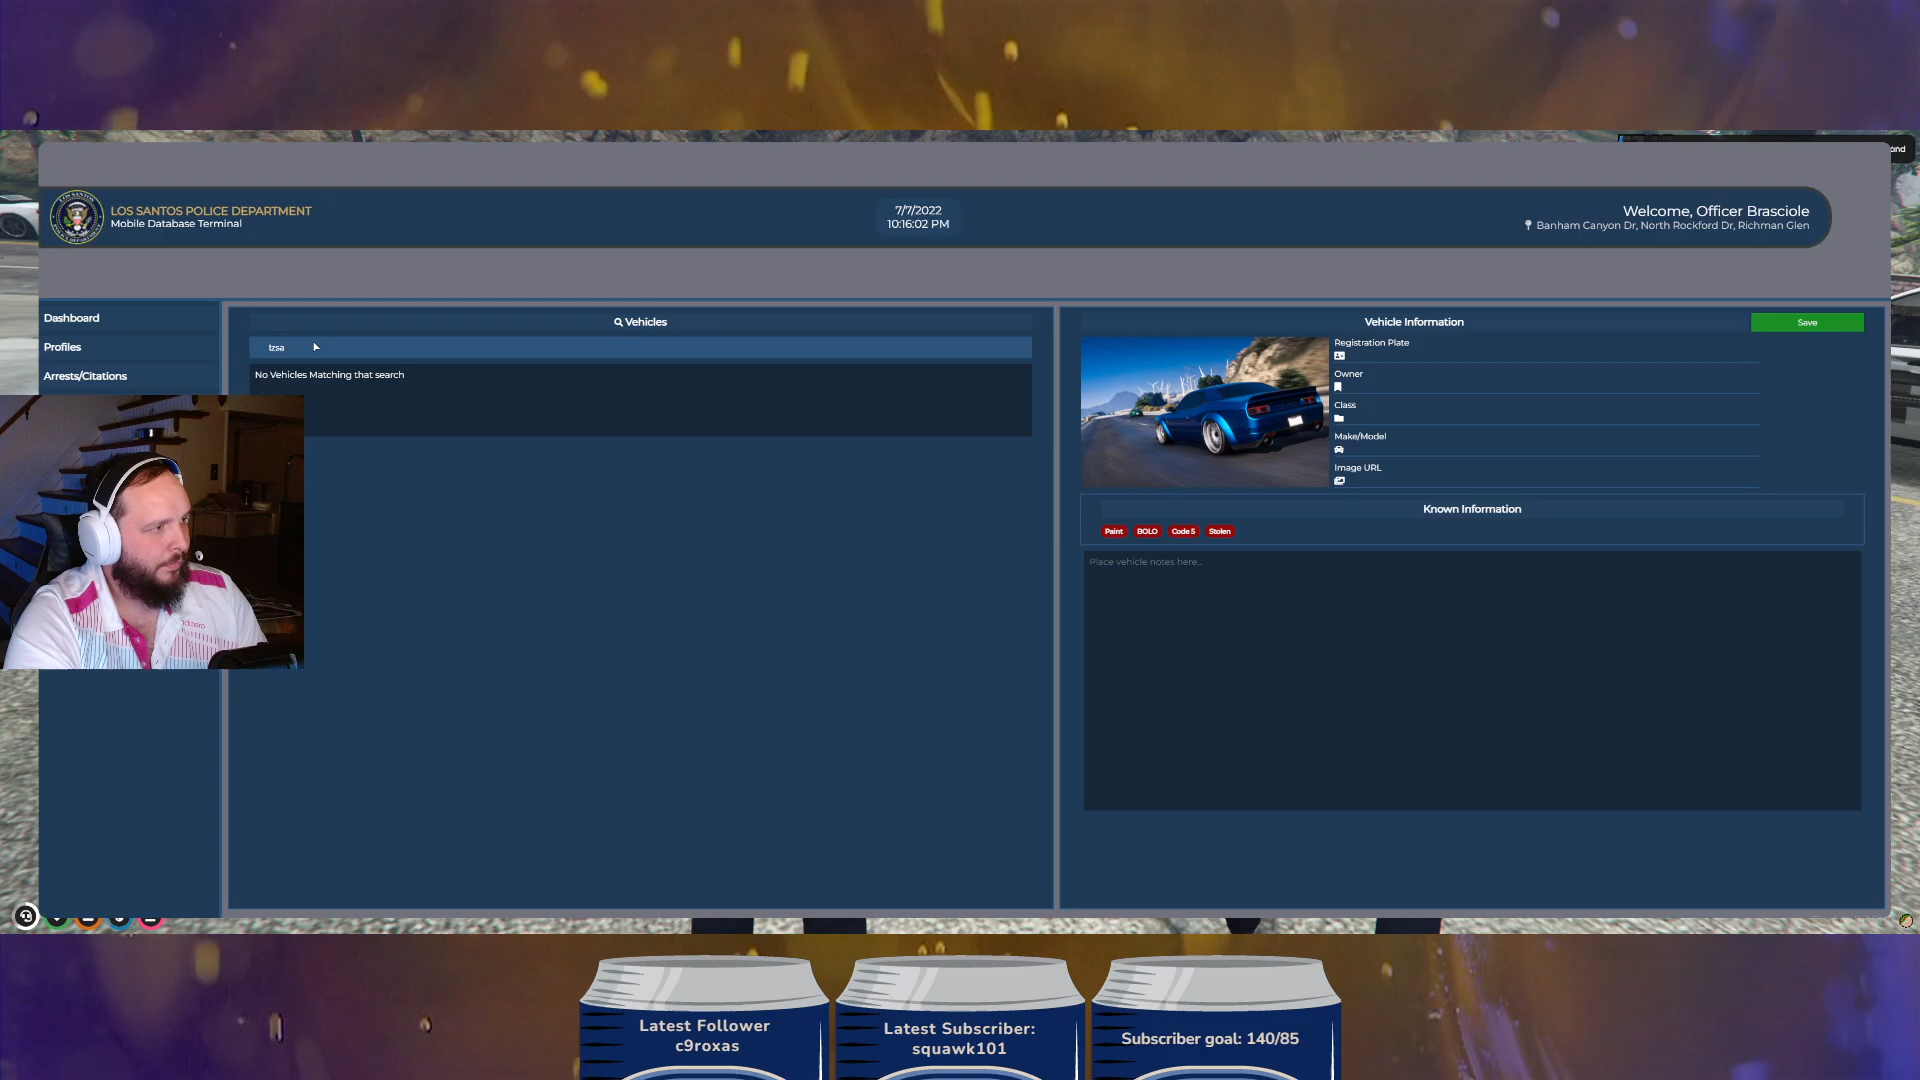 and
LOS SANTOS POLICE DEPARTMENT
Mobile Database Terminal
7/7/2022
10:16:02 PM
Welcome, Officer Brasciole
Banham Canyon Dr, North Rockford Dr, Richman Glen
Dashboard
Profiles
Arrests/Citations
Vehicles
tzsa
No Vehicles Matching that search
Vehicle Information
Save
Registration Plate
Owner
Class
Make/Model
Image URL
Known Information
Paint BOLO Code 5 Stolen
Place vehicle notes here...
Latest Follower
c9roxas
Latest Subscriber:
squawk101
Subscriber goal: 140/85